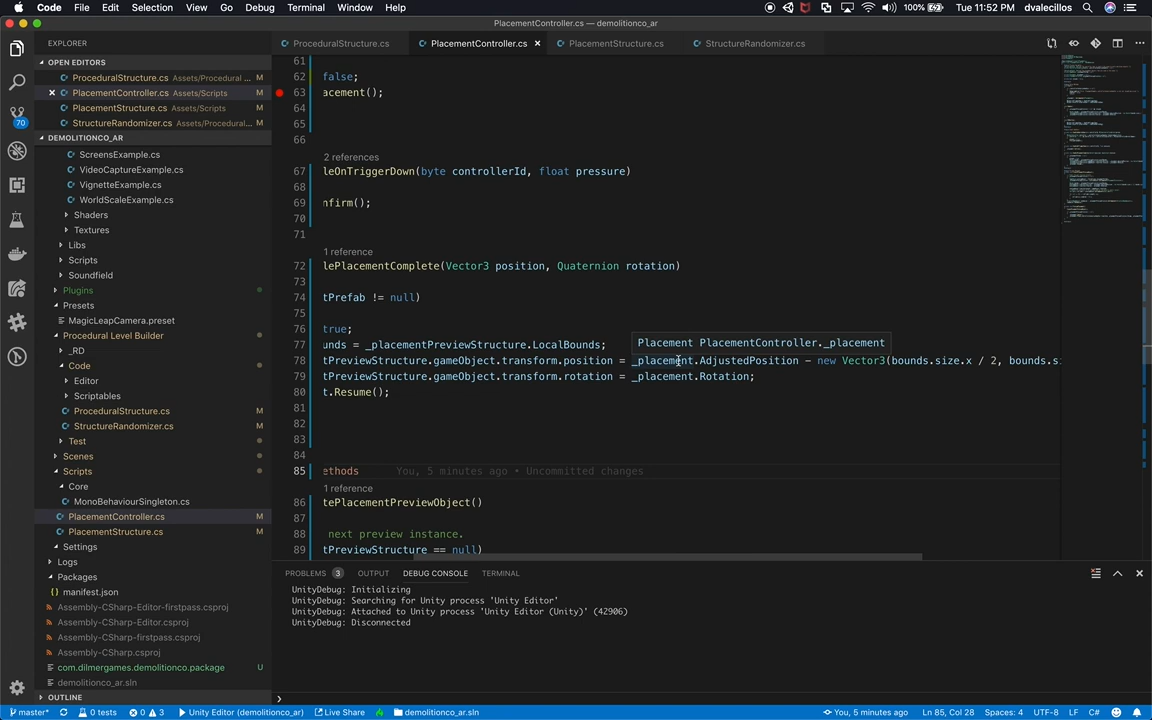 Code File Edit Selection View Go Debug Terminal Window Help
100% Tue 11:52 PM dvalecillos
PlacementController.cs — demolitionco_ar
EXPLORER
ProceduralStructure.cs PlacementController.cs PlacementStructure.cs StructureRandomizer.cs
OPEN EDITORS
ProceduralStructure.cs Assets/Procedural ... M
PlacementController.cs Assets/Scripts M
PlacementStructure.cs Assets/Scripts M
StructureRandomizer.cs Assets/Procedural... M
DEMOLITIONCO_AR
ScreensExample.cs
VideoCaptureExample.cs
VignetteExample.cs
WorldScaleExample.cs
Shaders
Textures
Libs
Scripts
Soundfield
Plugins
Presets
MagicLeapCamera.preset
Procedural Level Builder
_RD
Code
Editor
Scriptables
ProceduralStructure.cs M
StructureRandomizer.cs M
Test
Scenes
Scripts
Core
MonoBehaviourSingleton.cs
PlacementController.cs M
PlacementStructure.cs M
Settings
Logs
Packages
manifest.json
Assembly-CSharp-Editor-firstpass.csproj
Assembly-CSharp-Editor.csproj
Assembly-CSharp-firstpass.csproj
Assembly-CSharp.csproj
com.dilmergames.demolitionco.package U
demolitionco_ar.sln
OUTLINE
70
61
62 false;
63 acement();
64
65
66
2 references
67 leOnTriggerDown(byte controllerId, float pressure)
68
69 nfirm();
70
71
1 reference
72 lePlacementComplete(Vector3 position, Quaternion rotation)
73
74 tPrefab != null)
75
76 true;
Placement PlacementController._placement
77 unds = _placementPreviewStructure.LocalBounds;
78 tPreviewStructure.gameObject.transform.position = _placement.AdjustedPosition - new Vector3(bounds.size.x / 2, bounds.si
79 tPreviewStructure.gameObject.transform.rotation = _placement.Rotation;
80 t.Resume();
81
82
83
84
85 ethods You, 5 minutes ago • Uncommitted changes
1 reference
86 tePlacementPreviewObject()
87
88 next preview instance.
89 tPreviewStructure == null)
PROBLEMS 3 OUTPUT DEBUG CONSOLE TERMINAL
UnityDebug: Initializing
UnityDebug: Searching for Unity process 'Unity Editor'
UnityDebug: Attached to Unity process 'Unity Editor (Unity)' (42906)
UnityDebug: Disconnected
master* 0 tests 0 3 Unity Editor (demolitionco_ar) Live Share demolitionco_ar.sln You, 5 minutes ago Ln 85, Col 28 Spaces: 4 UTF-8 LF C#